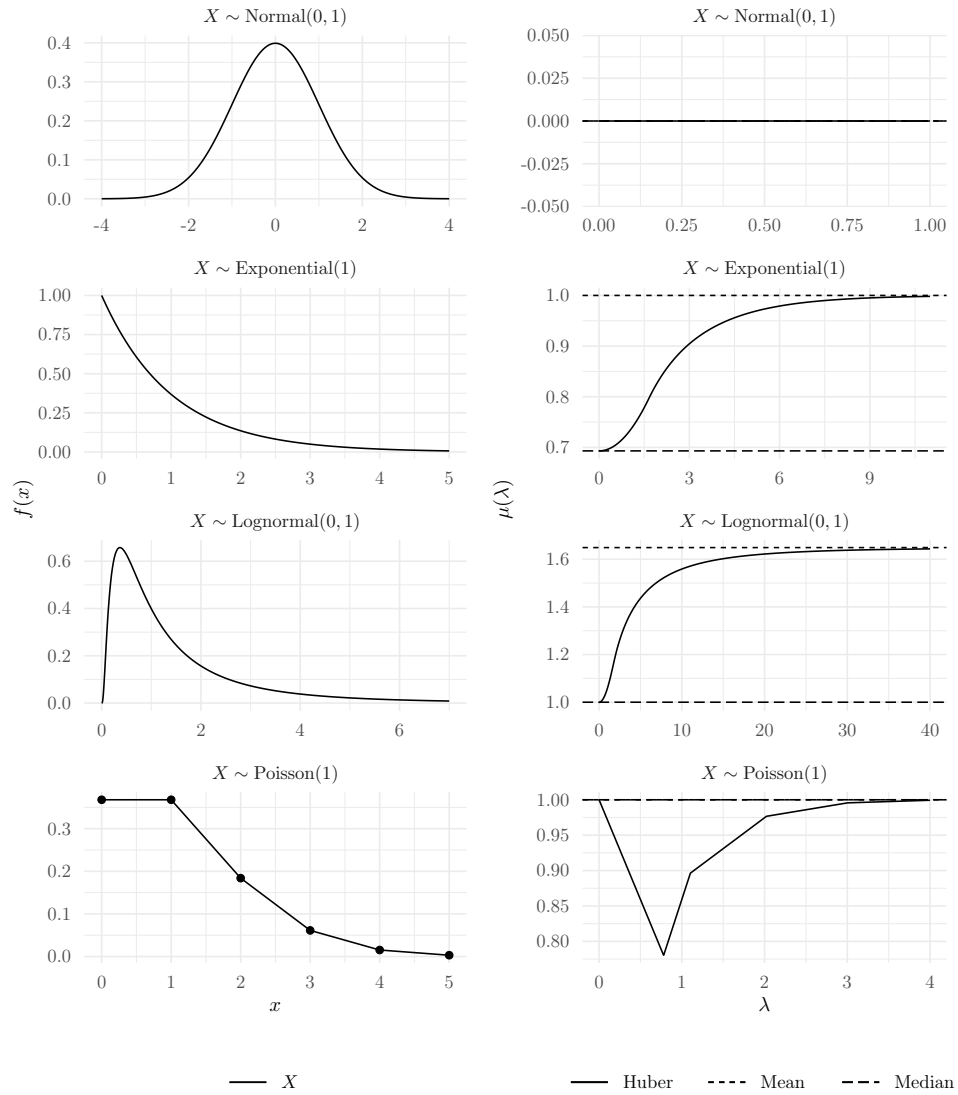 X ∼ Normal(0, 1)
0.4
0.3
0.2
0.1
0.0
-4 -2 0 2 4
X ∼ Normal(0, 1)
0.050
0.025
0.000
-0.025
-0.050
0.00 0.25 0.50 0.75 1.00
X ∼ Exponential(1)
1.00
0.75
0.50
0.25
0.00
0 1 2 3 4 5
X ∼ Exponential(1)
1.0
0.9
0.8
0.7
0 3 6 9
f(x)
μ(λ)
X ∼ Lognormal(0, 1)
0.6
0.4
0.2
0.0
0 2 4 6
X ∼ Lognormal(0, 1)
1.6
1.4
1.2
1.0
0 10 20 30 40
X ∼ Poisson(1)
0.3
0.2
0.1
0.0
0 1 2 3 4 5
x
X ∼ Poisson(1)
1.00
0.95
0.90
0.85
0.80
0 1 2 3 4
λ
X
Huber Mean Median